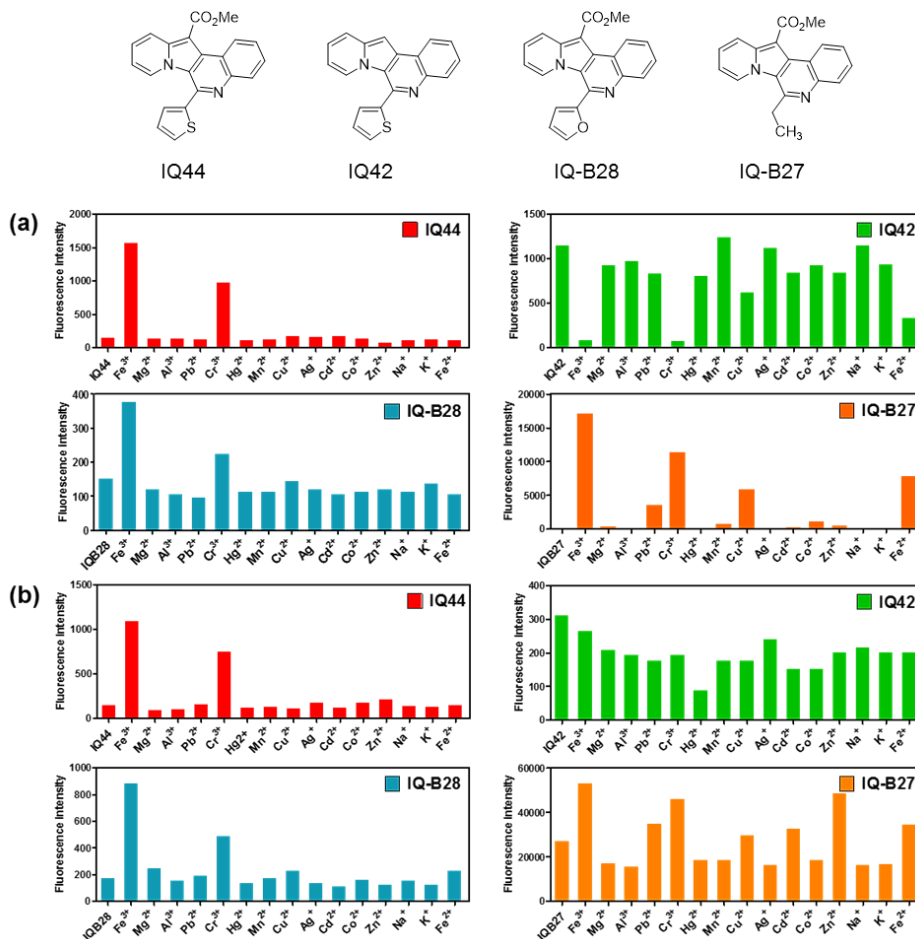 CO₂Me
N
N
S
IQ44
N
N
S
IQ42
CO₂Me
N
N
O
IQ-B28
CO₂Me
N
N
CH₃
IQ-B27
(a)
Fluorescence Intensity
2000
1500
1000
500
0
IQ44
IQ44 Fe³⁺ Mg²⁺ Al³⁺ Pb²⁺ Cr³⁺ Hg²⁺ Mn²⁺ Cu²⁺ Ag⁺ Cd²⁺ Co²⁺ Zn²⁺ Na⁺ K⁺ Fe²⁺
Fluorescence Intensity
1500
1000
500
0
IQ42
IQ42 Fe³⁺ Mg²⁺ Al³⁺ Pb²⁺ Cr³⁺ Hg²⁺ Mn²⁺ Cu²⁺ Ag⁺ Cd²⁺ Co²⁺ Zn²⁺ Na⁺ K⁺ Fe²⁺
Fluorescence Intensity
400
300
200
100
0
IQ-B28
IQB28 Fe³⁺ Mg²⁺ Al³⁺ Pb²⁺ Cr³⁺ Hg²⁺ Mn²⁺ Cu²⁺ Ag⁺ Cd²⁺ Co²⁺ Zn²⁺ Na⁺ K⁺ Fe²⁺
Fluorescence Intensity
20000
15000
10000
5000
0
IQ-B27
IQB27 Fe³⁺ Mg²⁺ Al³⁺ Pb²⁺ Cr³⁺ Hg²⁺ Mn²⁺ Cu²⁺ Ag⁺ Cd²⁺ Co²⁺ Zn²⁺ Na⁺ K⁺ Fe²⁺
(b)
Fluorescence Intensity
1500
1000
500
0
IQ44
IQ44 Fe³⁺ Mg²⁺ Al³⁺ Pb²⁺ Cr³⁺ Hg2+ Mn²⁺ Cu²⁺ Ag⁺ Cd²⁺ Co²⁺ Zn²⁺ Na⁺ K⁺ Fe²⁺
Fluorescence Intensity
400
300
200
100
0
IQ42
IQ42 Fe³⁺ Mg²⁺ Al³⁺ Pb²⁺ Cr³⁺ Hg²⁺ Mn²⁺ Cu²⁺ Ag⁺ Cd²⁺ Co²⁺ Zn²⁺ Na⁺ K⁺ Fe²⁺
Fluorescence Intensity
1000
800
600
400
200
0
IQ-B28
IQB28 Fe³⁺ Mg²⁺ Al³⁺ Pb²⁺ Cr³⁺ Hg²⁺ Mn²⁺ Cu²⁺ Ag⁺ Cd²⁺ Co²⁺ Zn²⁺ Na⁺ K⁺ Fe²⁺
Fluorescence Intensity
60000
40000
20000
0
IQ-B27
IQB27 Fe³⁺ Mg²⁺ Al³⁺ Pb²⁺ Cr³⁺ Hg²⁺ Mn²⁺ Cu²⁺ Ag⁺ Cd²⁺ Co²⁺ Zn²⁺ Na⁺ K⁺ Fe²⁺